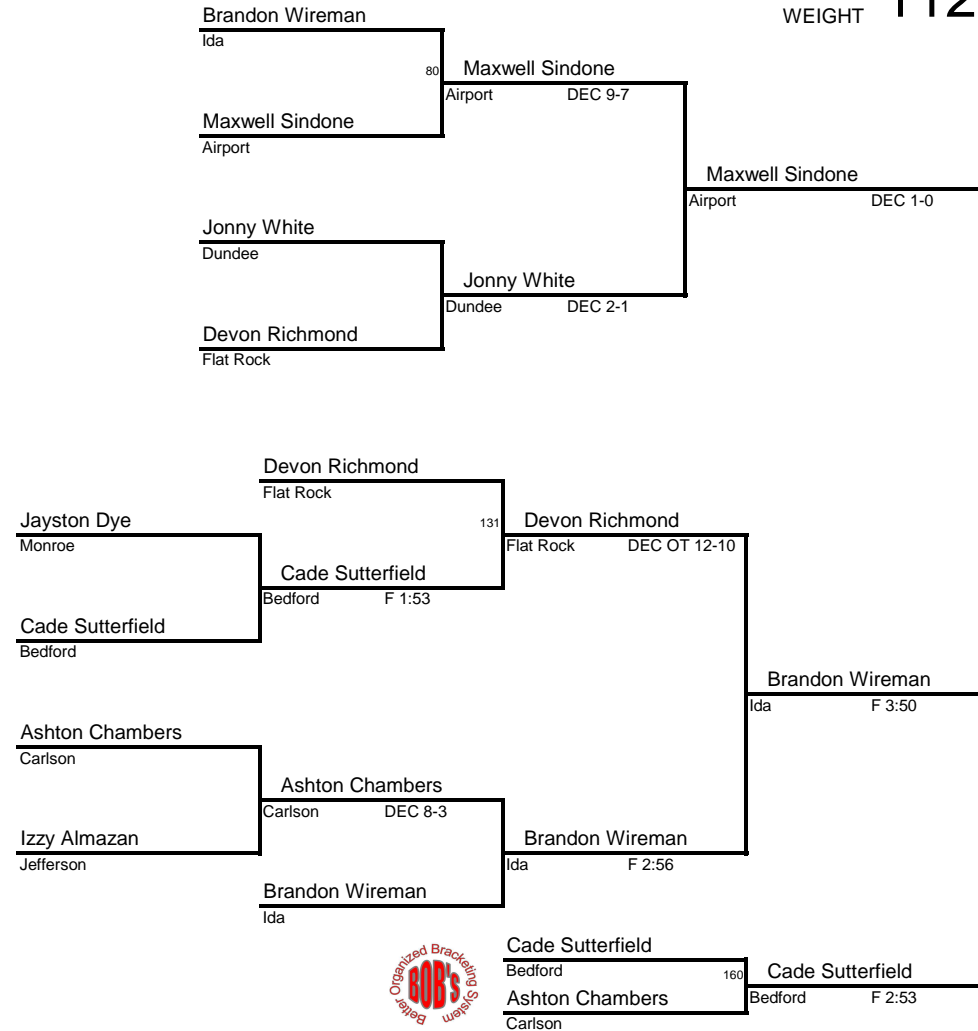 WEIGHT 112
Brandon Wireman
Ida
80 Maxwell Sindone
Airport DEC 9-7
Maxwell Sindone
Airport
Maxwell Sindone
Airport DEC 1-0
Jonny White
Dundee
Jonny White
Dundee DEC 2-1
Devon Richmond
Flat Rock
Devon Richmond
Flat Rock
Jayston Dye
Monroe
131 Devon Richmond
Flat Rock DEC OT 12-10
Cade Sutterfield
Bedford F 1:53
Cade Sutterfield
Bedford
Brandon Wireman
Ida F 3:50
Ashton Chambers
Carlson
Ashton Chambers
Carlson DEC 8-3
Izzy Almazan
Jefferson
Brandon Wireman
Ida F 2:56
Brandon Wireman
Ida
Better Organized Bracketing System
BOB's
Cade Sutterfield
Bedford
160 Cade Sutterfield
Bedford F 2:53
Ashton Chambers
Carlson